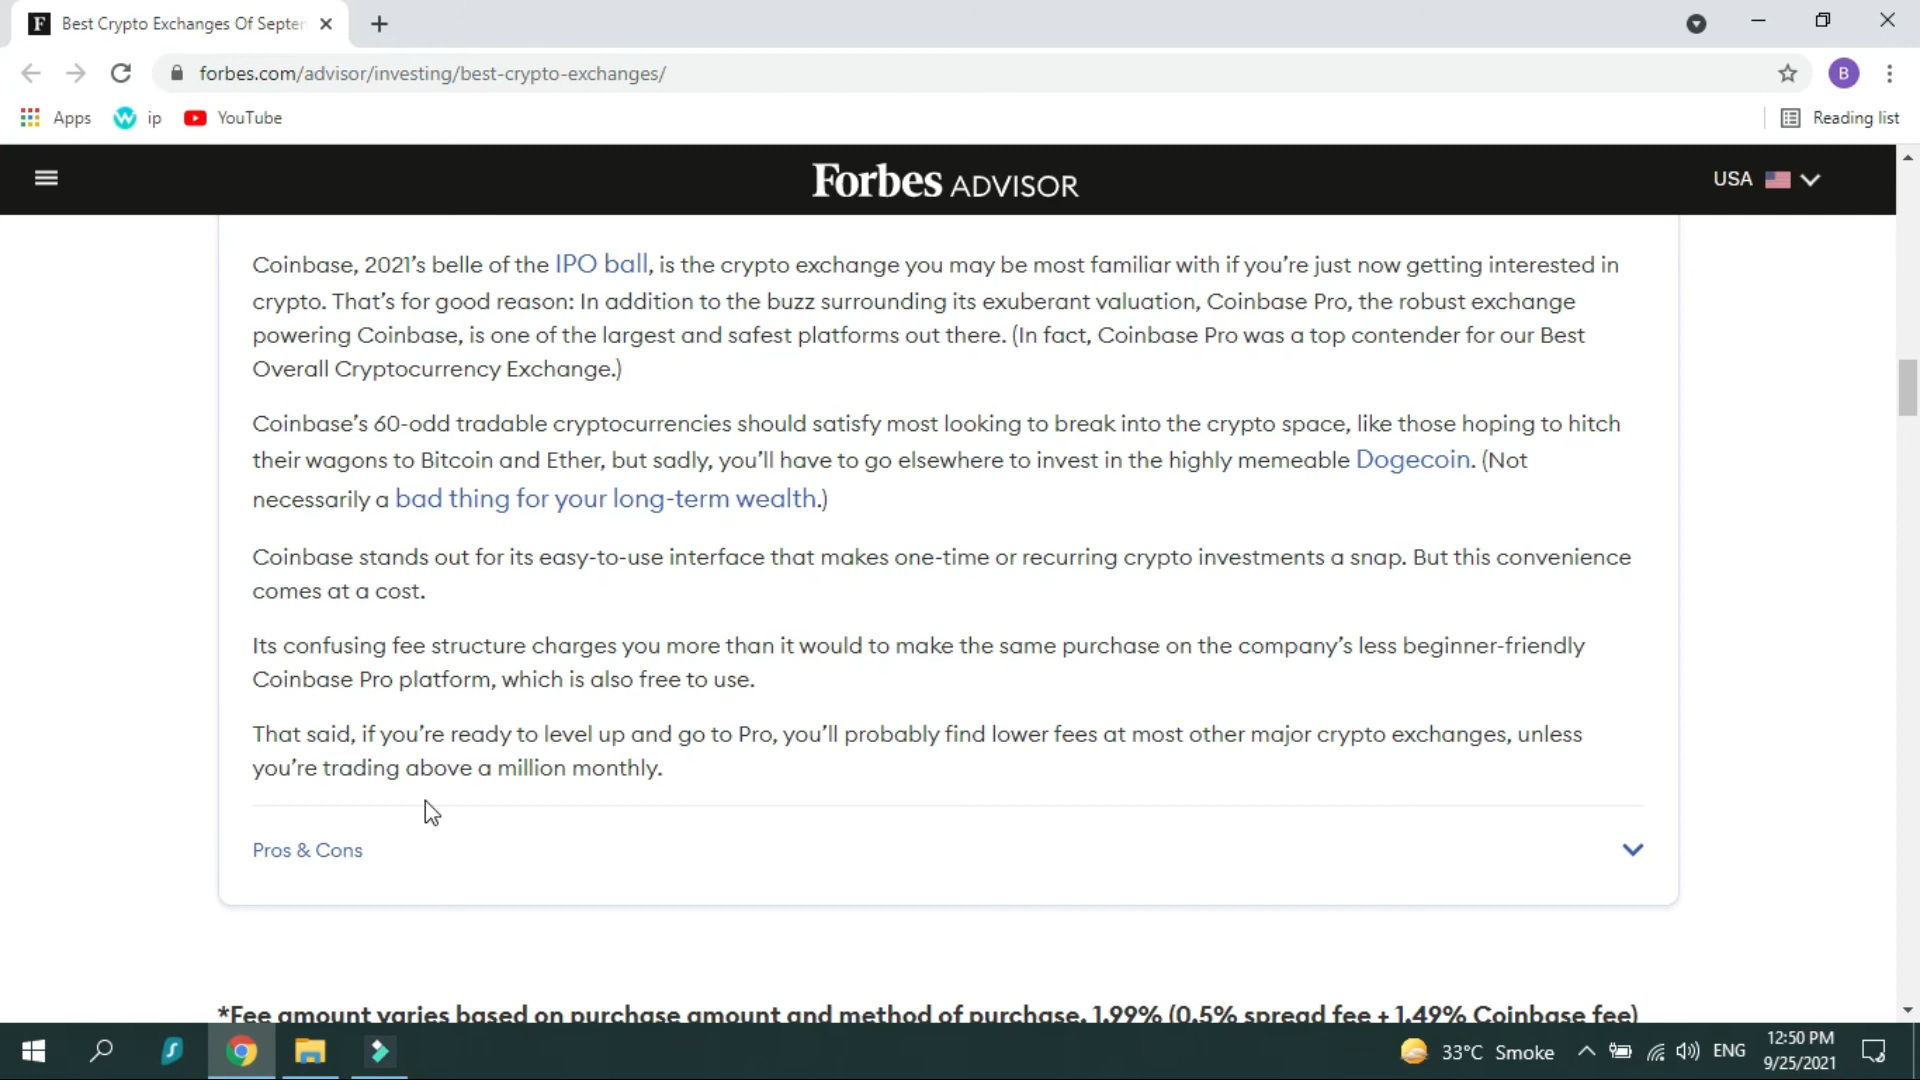 F Best Crypto Exchanges Of Septem
forbes.com/advisor/investing/best-crypto-exchanges/
B
Apps ip YouTube Reading list
Forbes ADVISOR
USA
Coinbase, 2021’s belle of the IPO ball, is the crypto exchange you may be most familiar with if you’re just now getting interested in
crypto. That’s for good reason: In addition to the buzz surrounding its exuberant valuation, Coinbase Pro, the robust exchange
powering Coinbase, is one of the largest and safest platforms out there. (In fact, Coinbase Pro was a top contender for our Best
Overall Cryptocurrency Exchange.)
Coinbase’s 60-odd tradable cryptocurrencies should satisfy most looking to break into the crypto space, like those hoping to hitch
their wagons to Bitcoin and Ether, but sadly, you’ll have to go elsewhere to invest in the highly memeable Dogecoin. (Not
necessarily a bad thing for your long-term wealth.)
Coinbase stands out for its easy-to-use interface that makes one-time or recurring crypto investments a snap. But this convenience
comes at a cost.
Its confusing fee structure charges you more than it would to make the same purchase on the company’s less beginner-friendly
Coinbase Pro platform, which is also free to use.
That said, if you’re ready to level up and go to Pro, you’ll probably find lower fees at most other major crypto exchanges, unless
you’re trading above a million monthly.
Pros & Cons
*Fee amount varies based on purchase amount and method of purchase. 1.99% (0.5% spread fee + 1.49% Coinbase fee)
33°C Smoke ENG 12:50 PM
9/25/2021